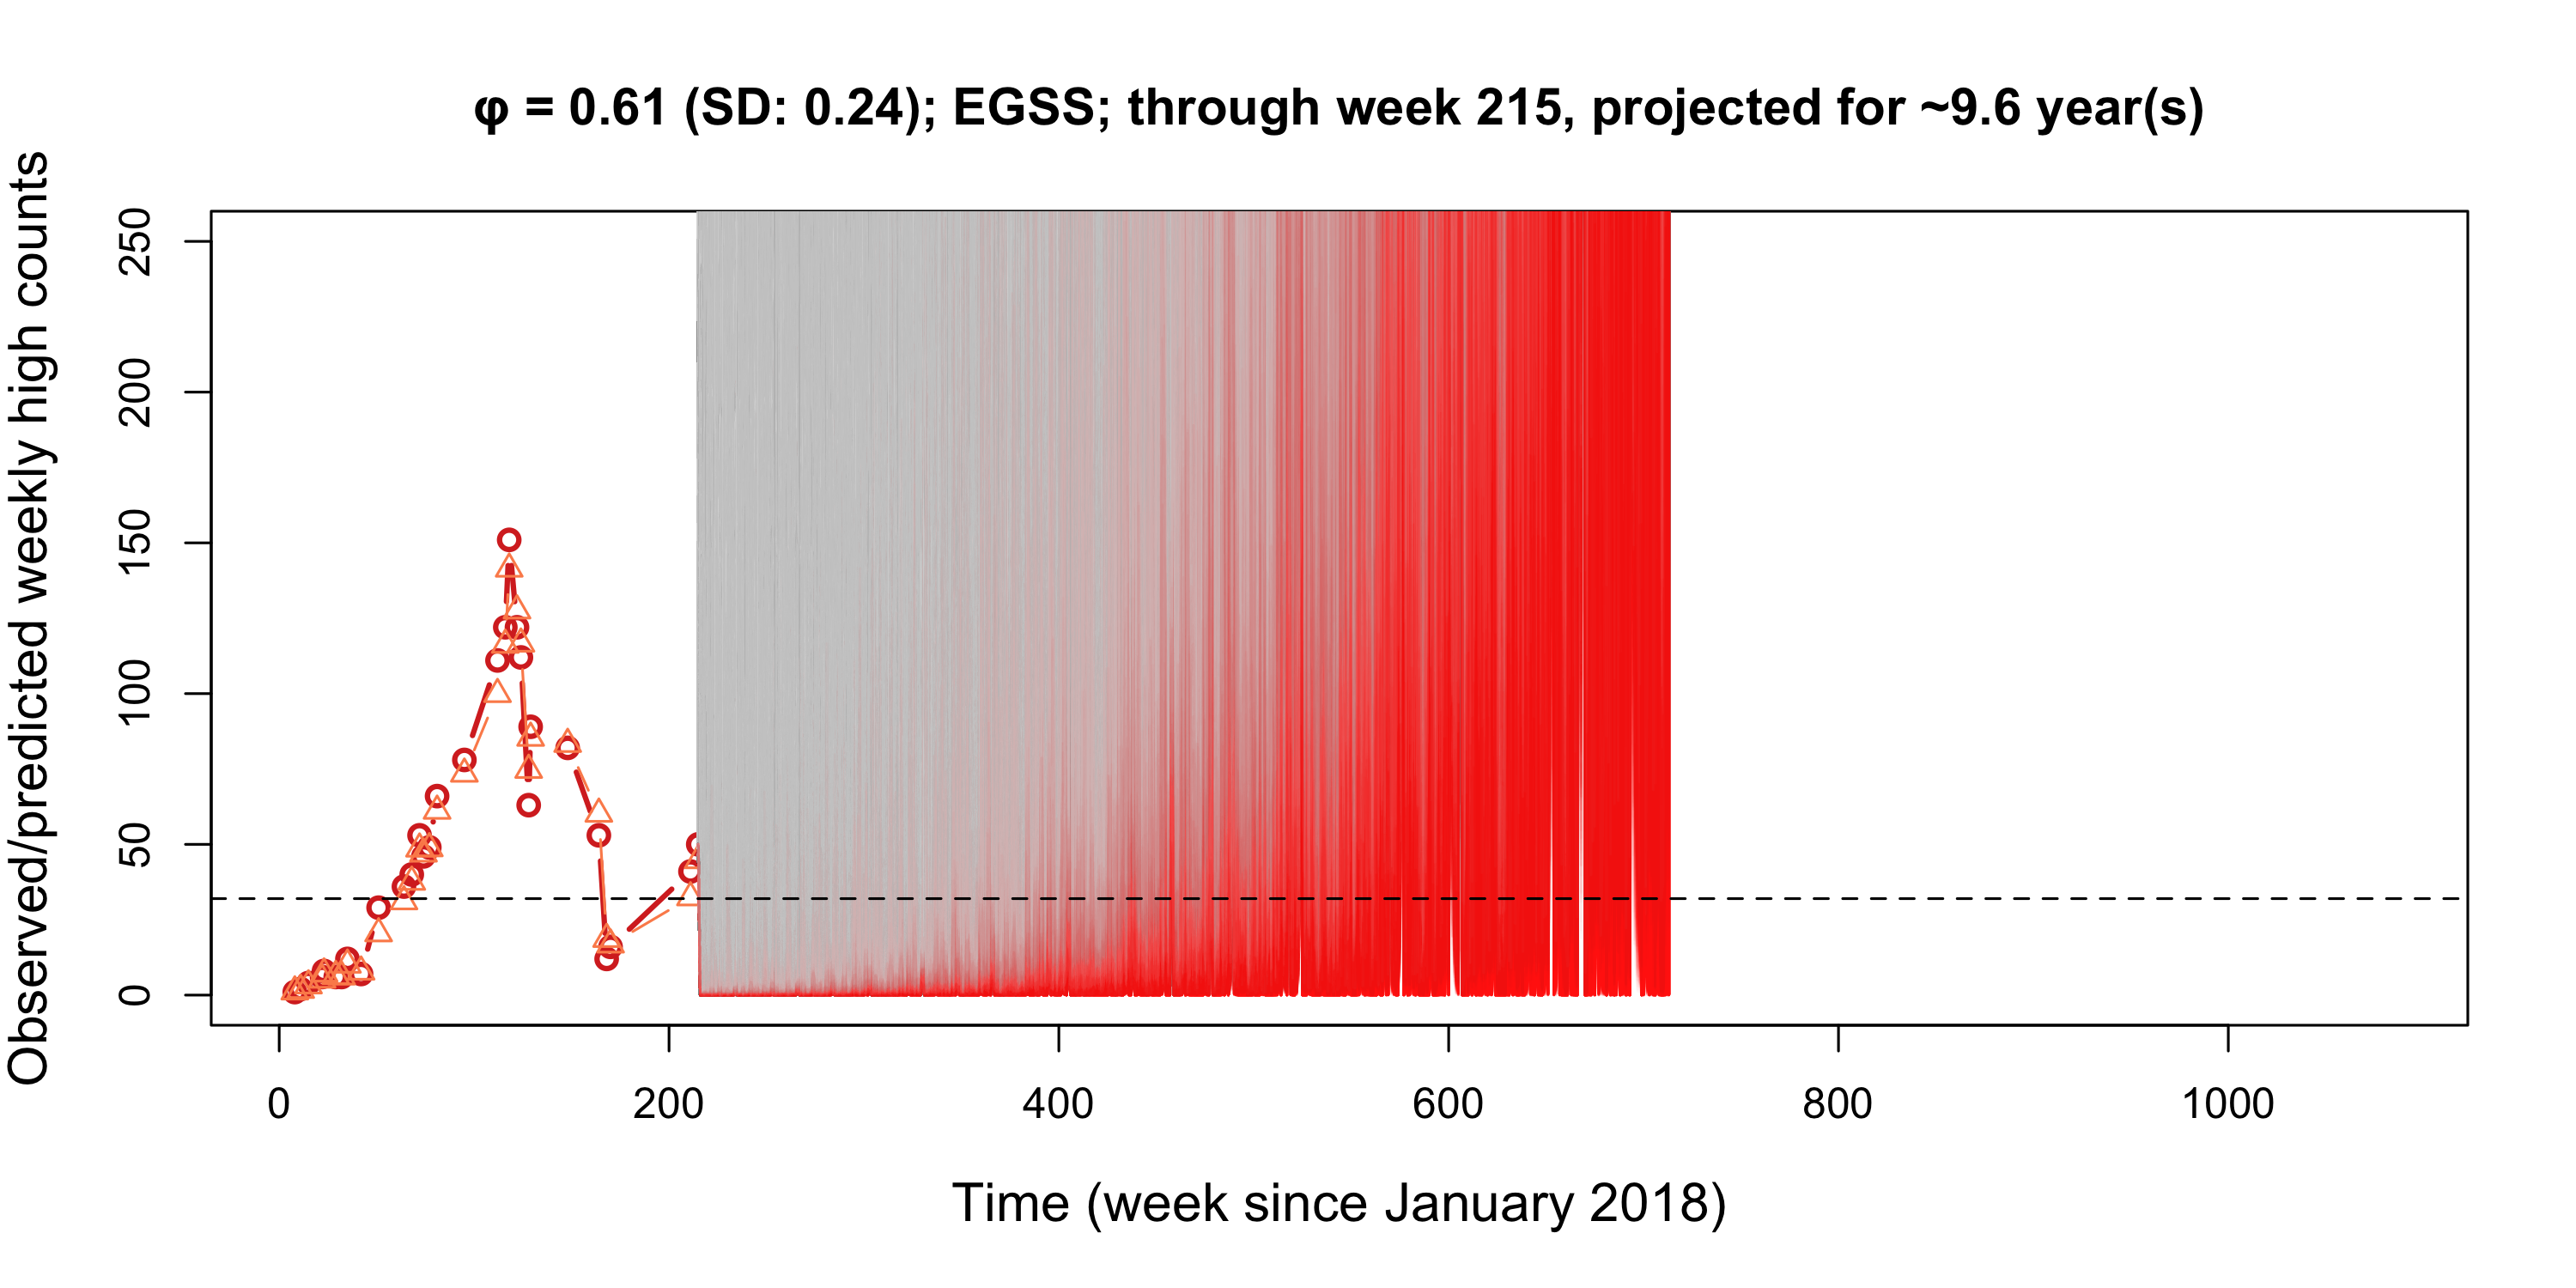 φ = 0.61 (SD: 0.24); EGSS; through week 215, projected for ~9.6 year(s)
Observed/predicted weekly high counts
250
200
150
100
50
0
0 200 400 600 800 1000
Time (week since January 2018)